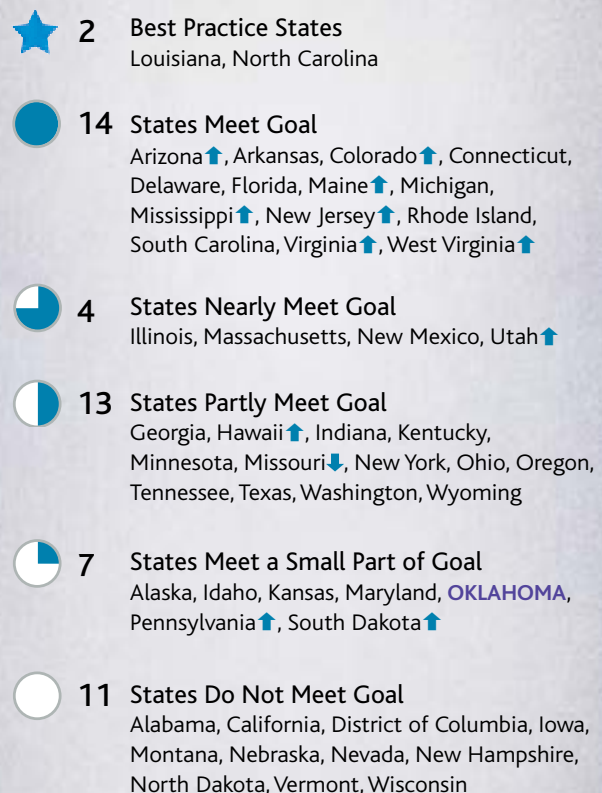 2 Best Practice States
Louisiana, North Carolina
14 States Meet Goal
Arizona⬆, Arkansas, Colorado⬆, Connecticut,
Delaware, Florida, Maine⬆, Michigan,
Mississippi⬆, New Jersey⬆, Rhode Island,
South Carolina, Virginia⬆, West Virginia⬆
4 States Nearly Meet Goal
Illinois, Massachusetts, New Mexico, Utah⬆
13 States Partly Meet Goal
Georgia, Hawaii⬆, Indiana, Kentucky,
Minnesota, Missouri⬇, New York, Ohio, Oregon,
Tennessee, Texas, Washington, Wyoming
7 States Meet a Small Part of Goal
Alaska, Idaho, Kansas, Maryland, OKLAHOMA,
Pennsylvania⬆, South Dakota⬆
11 States Do Not Meet Goal
Alabama, California, District of Columbia, Iowa,
Montana, Nebraska, Nevada, New Hampshire,
North Dakota, Vermont, Wisconsin